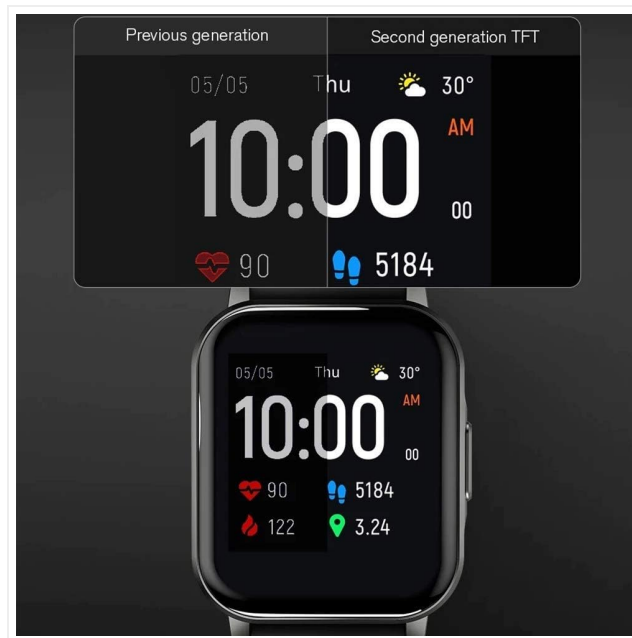 Previous generation Second generation TFT
05/05 Thu 30°
10:00 AM
00
90 5184
05/05 Thu 30°
10:00 AM
00
90 5184
122 3.24